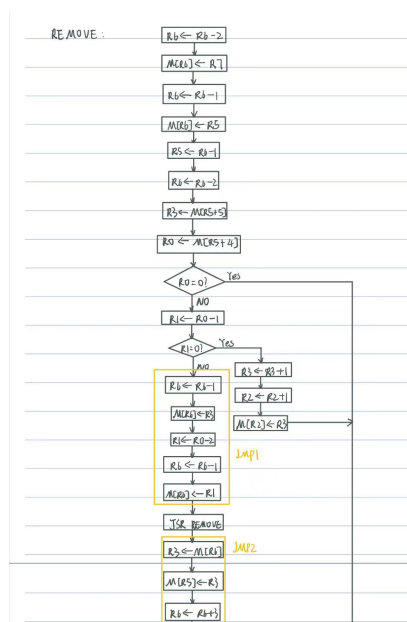 REMOVE:
R6 ← R6-2
M[R6] ← R7
R6 ← R6-1
M[R6] ← R5
R5 ← R6-1
R6 ← R6-2
R3 ← M[R5+5]
R0 ← M[R5+4]
R0=0?
Yes
NO
R1 ← R0-1
R1=0?
Yes
NO
R3 ← R3+1
R2 ← R2+1
M[R2] ← R3
R6 ← R6-1
M[R6] ← R3
R1 ← R0-2
R6 ← R6-1
M[R6] ← R1
IMP1
JSR REMOVE
R3 ← M[R6]
IMP2
M[R5] ← R3
R6 ← R6+3